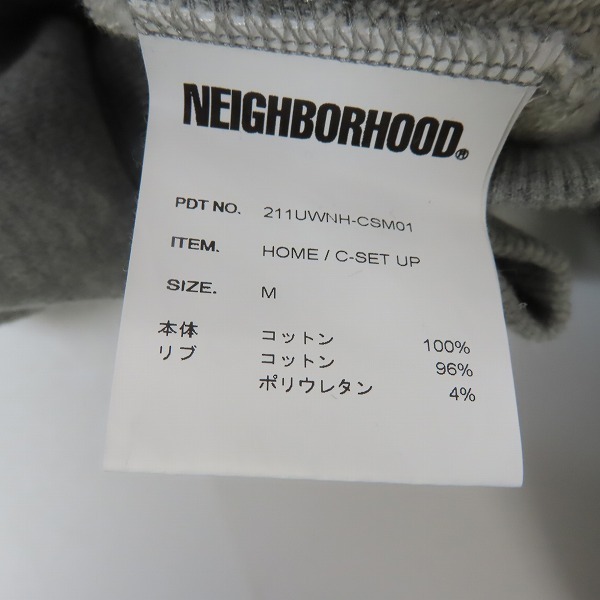 NEIGHBORHOOD®
PDT NO. 211UWNH-CSM01
ITEM. HOME / C-SET UP
SIZE. M
本体 コットン 100%
リブ コットン 96%
ポリウレタン 4%